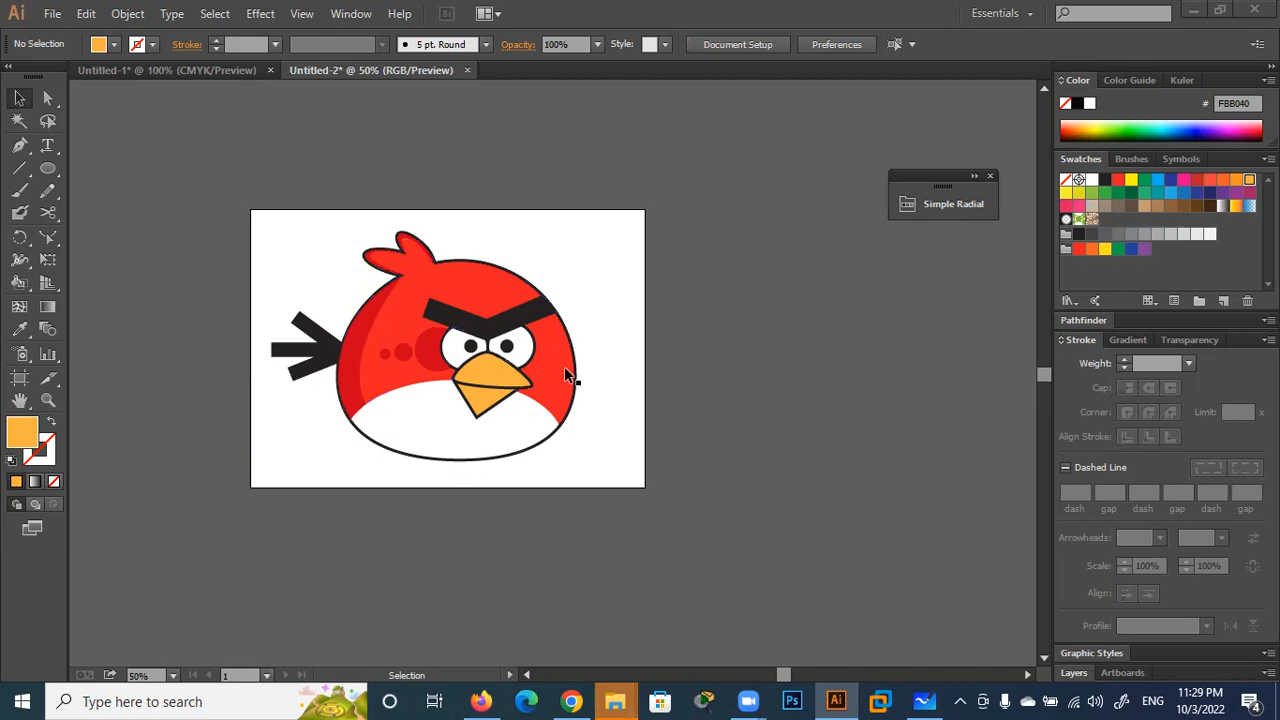 Ai File Edit Object Type Select Effect View Window Help Br Essentials
No Selection Stroke: 5 pt. Round Opacity: 100% Style: Document Setup Preferences
Untitled-1* @ 100% (CMYK/Preview) × Untitled-2* @ 50% (RGB/Preview) ×
Color Color Guide Kuler
# FBB040
Swatches Brushes Symbols
Simple Radial
Pathfinder
Stroke Gradient Transparency
Weight:
Cap:
Corner: Limit:
Align Stroke:
Dashed Line
dash gap dash gap dash gap
Arrowheads:
Scale: 100% 100%
Align:
Profile:
Graphic Styles
Layers Artboards
50% 1 Selection
Type here to search Ps Ai ENG 11:29 PM
10/3/2022 4